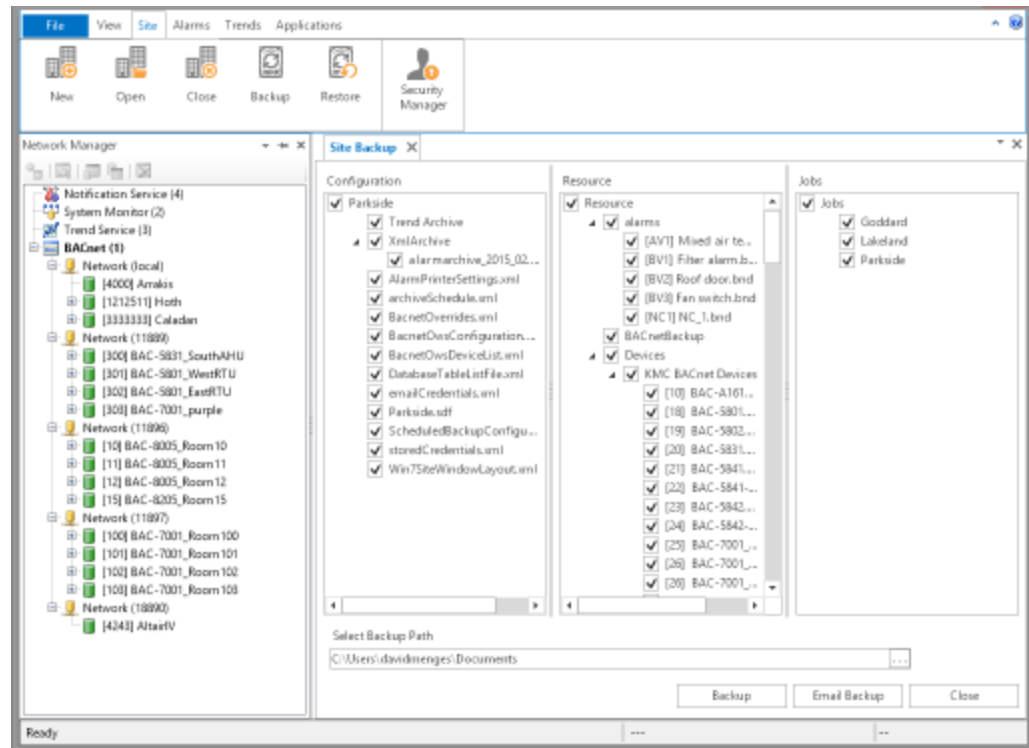 File View Site Alarms Trends Applications
New Open Close Backup Restore Security Manager
Network Manager
Notification Service (4)
System Monitor (2)
Trend Service (3)
BACnet (1)
Network (local)
[4000] Arrakis
[1212511] Hoth
[3333333] Caladan
Network (11889)
[300] BAC-5831_SouthAHU
[301] BAC-5801_WestRTU
[302] BAC-5801_EastRTU
[303] BAC-7001_purple
Network (11896)
[10] BAC-8005_Room10
[11] BAC-8005_Room11
[12] BAC-8005_Room12
[15] BAC-8205_Room15
Network (11897)
[100] BAC-7001_Room100
[101] BAC-7001_Room101
[102] BAC-7001_Room102
[103] BAC-7001_Room103
Network (18890)
[4243] AltairIV
Site Backup
Configuration
Parkside
Trend Archive
XmlArchive
alarmarchive_2015_02....
AlarmPrinterSettings.xml
archiveSchedule.xml
BacnetOverrides.xml
BacnetOwsConfiguration....
BacnetOwsDeviceList.xml
DatabaseTableListFile.xml
emailCredentials.xml
Parkside.sdf
ScheduledBackupConfigu...
storedCredentials.xml
Win7SiteWindowLayout.xml
Resource
Resource
alarms
[AV1] Mixed air te...
[BV1] Filter alarm.b...
[BV2] Roof door.bnd
[BV3] Fan switch.bnd
[NC1] NC_1.bnd
BACnetBackup
Devices
KMC BACnet Devices
[10] BAC-A161...
[18] BAC-5801....
[19] BAC-5802....
[20] BAC-5831....
[21] BAC-5841....
[22] BAC-5841-...
[23] BAC-5842....
[24] BAC-5842-...
[25] BAC-7001_...
[26] BAC-7001_...
[28] BAC-7001_...
Jobs
Jobs
Goddard
Lakeland
Parkside
Select Backup Path
C:\Users\davidmenges\Documents
...
Backup Email Backup Close
Ready --- --